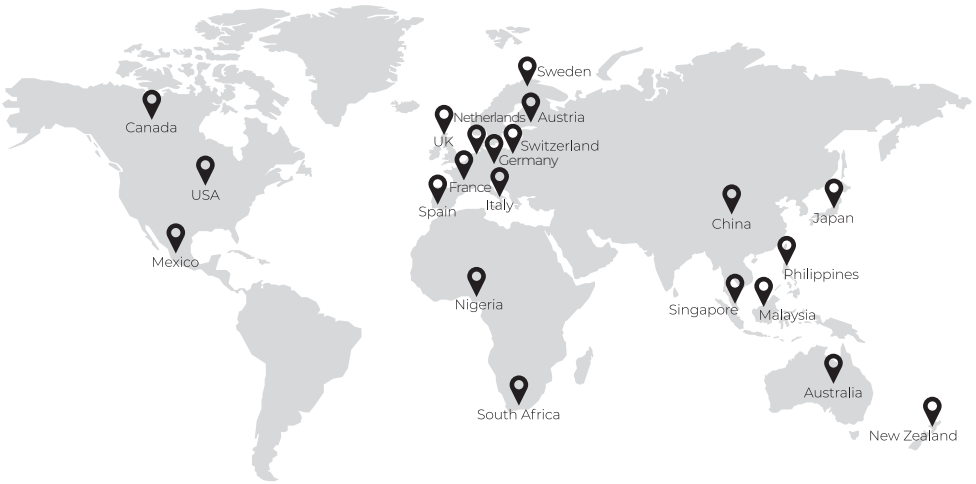 Sweden
Canada
Netherlands
Austria
UK
Switzerland
Germany
France
USA
Italy
Spain
China
Japan
Mexico
Philippines
Nigeria
Singapore
Malaysia
Australia
South Africa
New Zealand